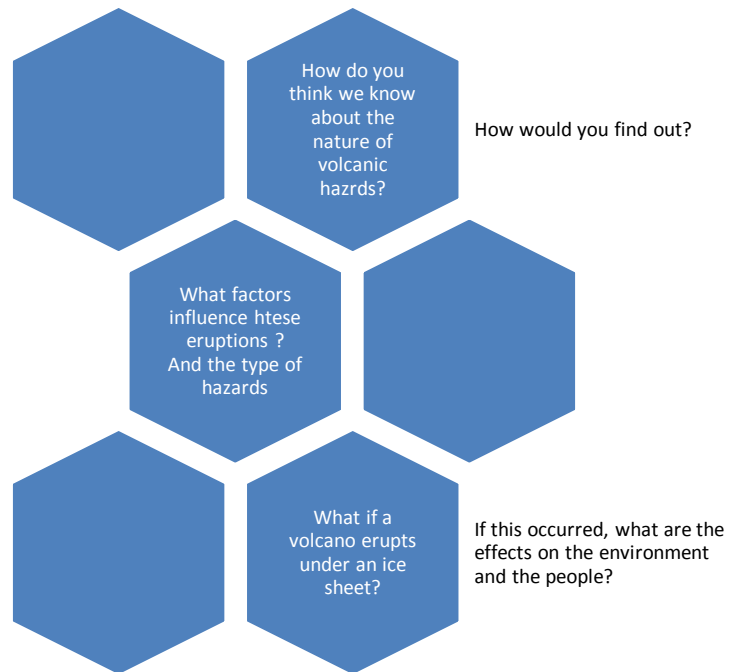 How do you
think we know
about the
nature of
volcanic
hazrds?
How would you find out?
What factors
influence htese
eruptions ?
And the type of
hazards
What if a
volcano erupts
under an ice
sheet?
If this occurred, what are the
effects on the environment
and the people?